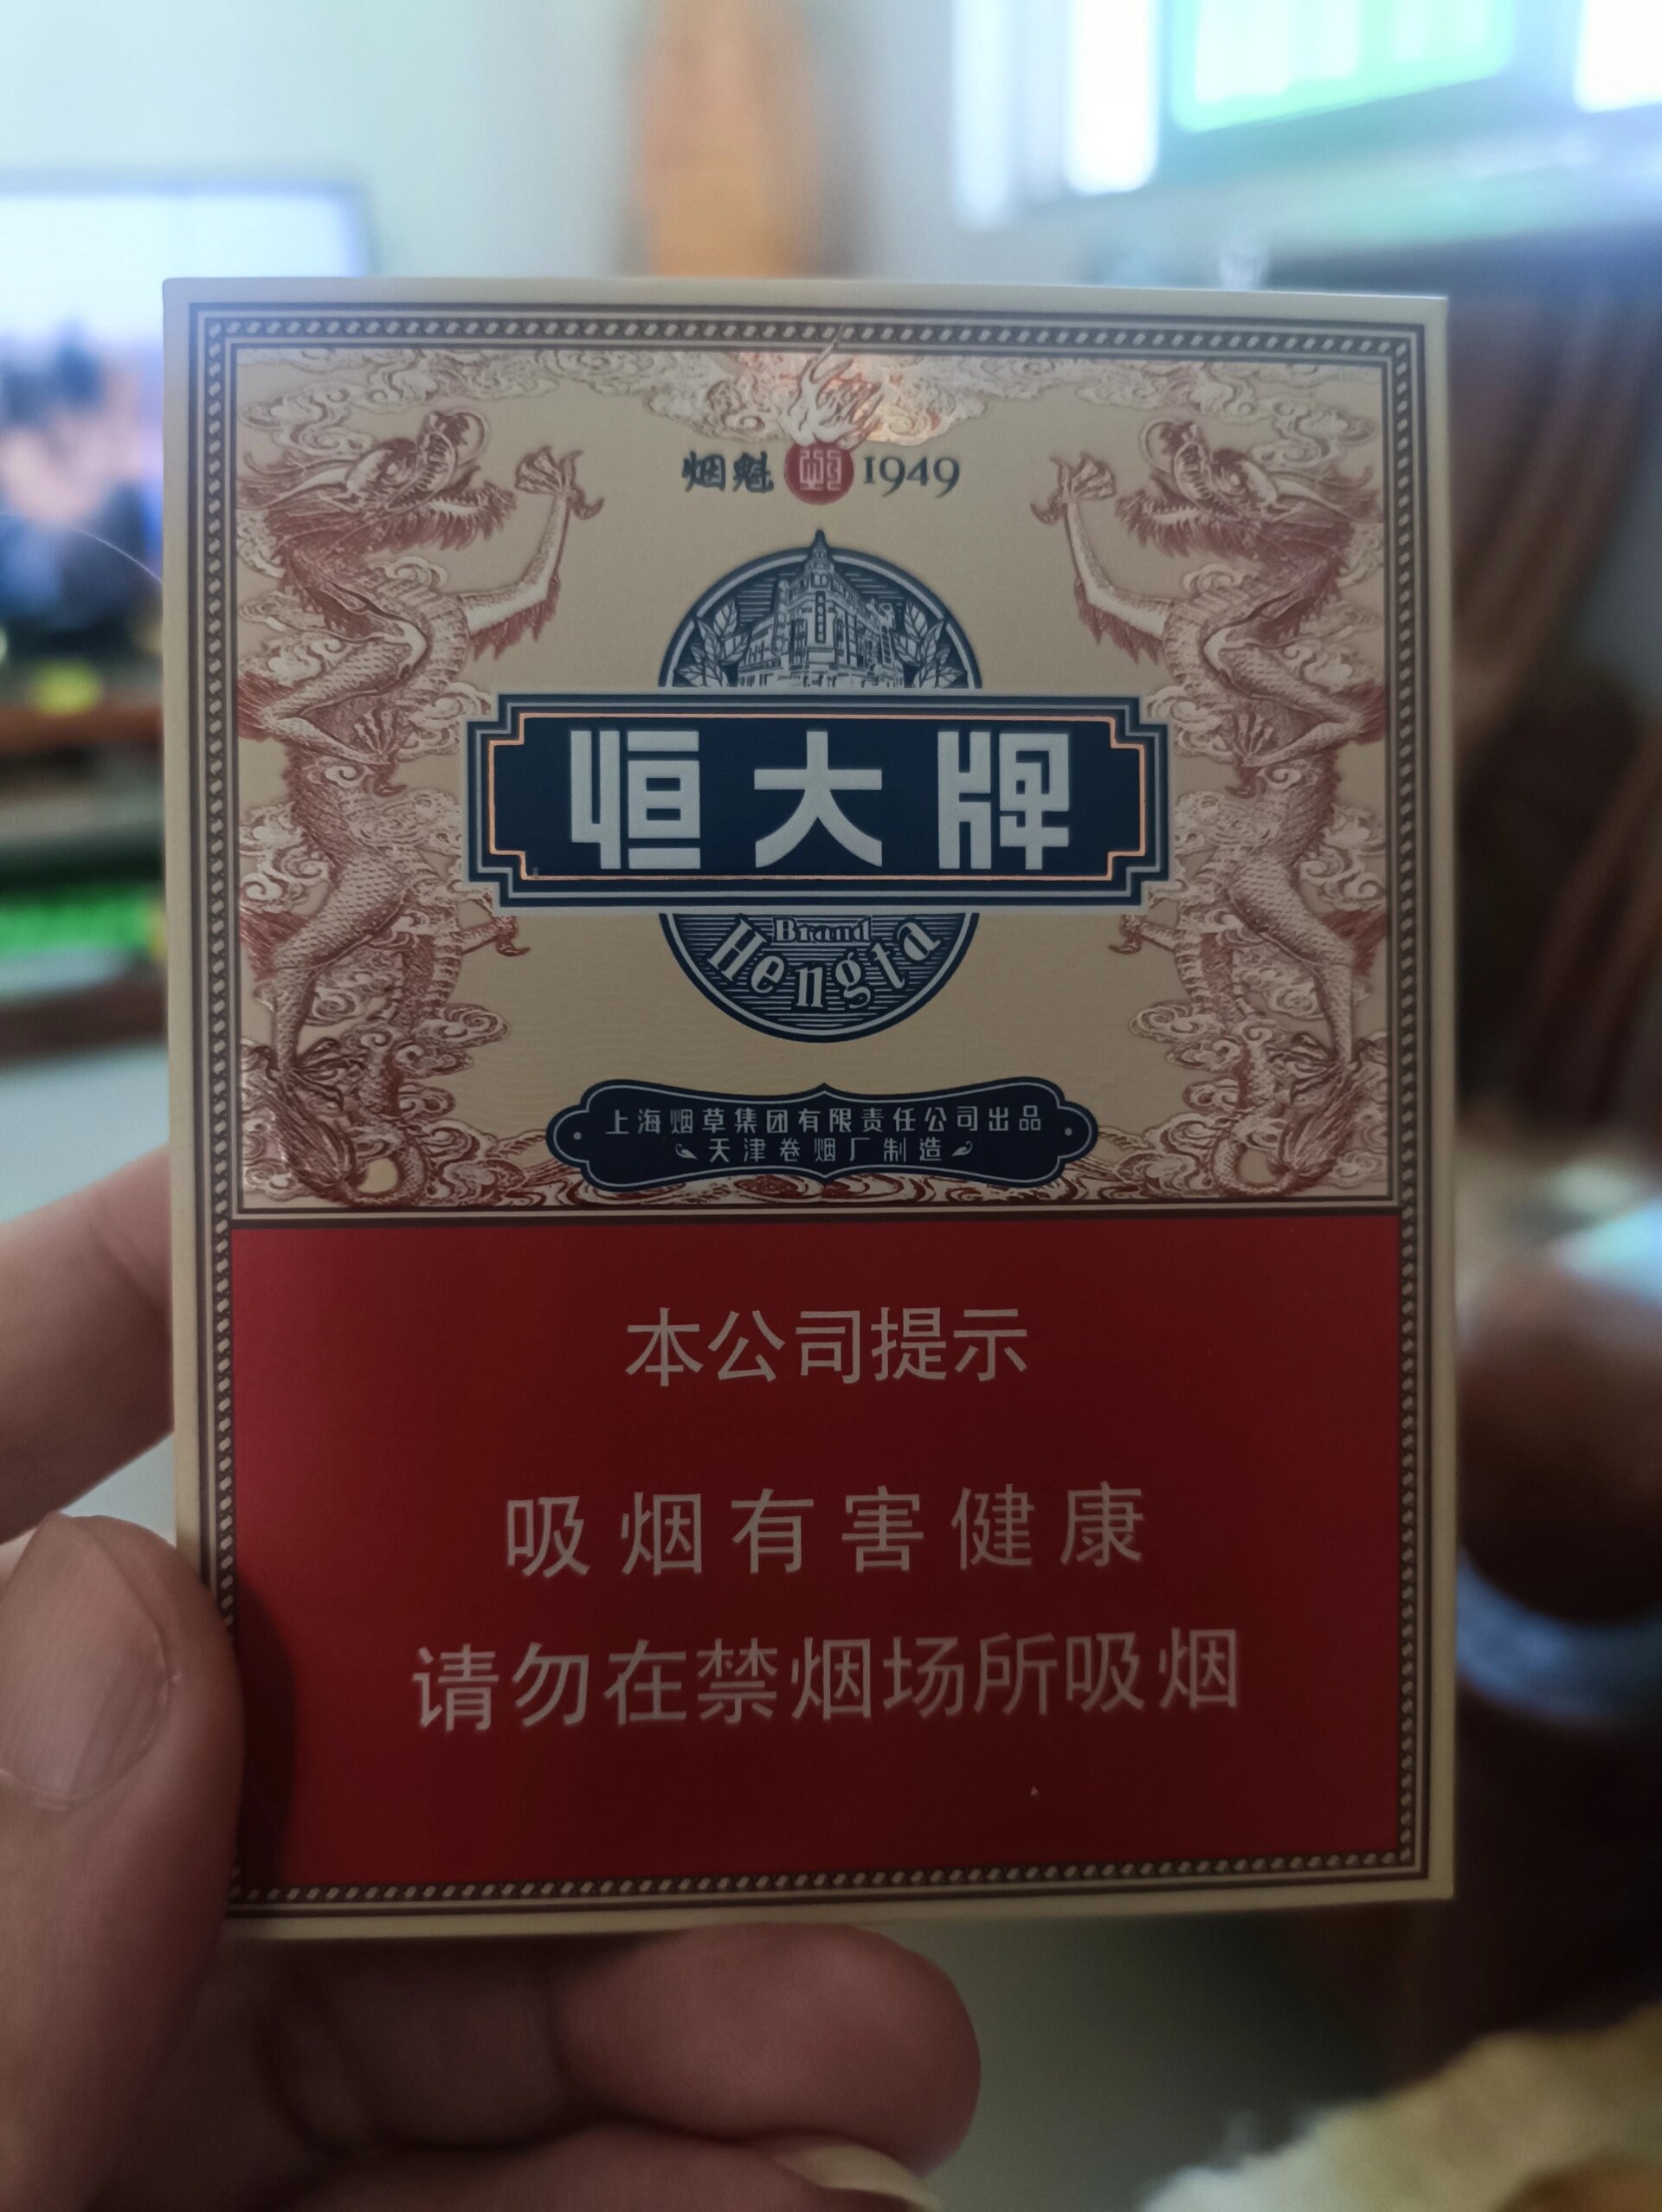 烟魁 1949
恒大牌
Brand
Hengta
上海烟草集团有限责任公司出品
天津卷烟厂制造
本公司提示
吸烟有害健康
请勿在禁烟场所吸烟